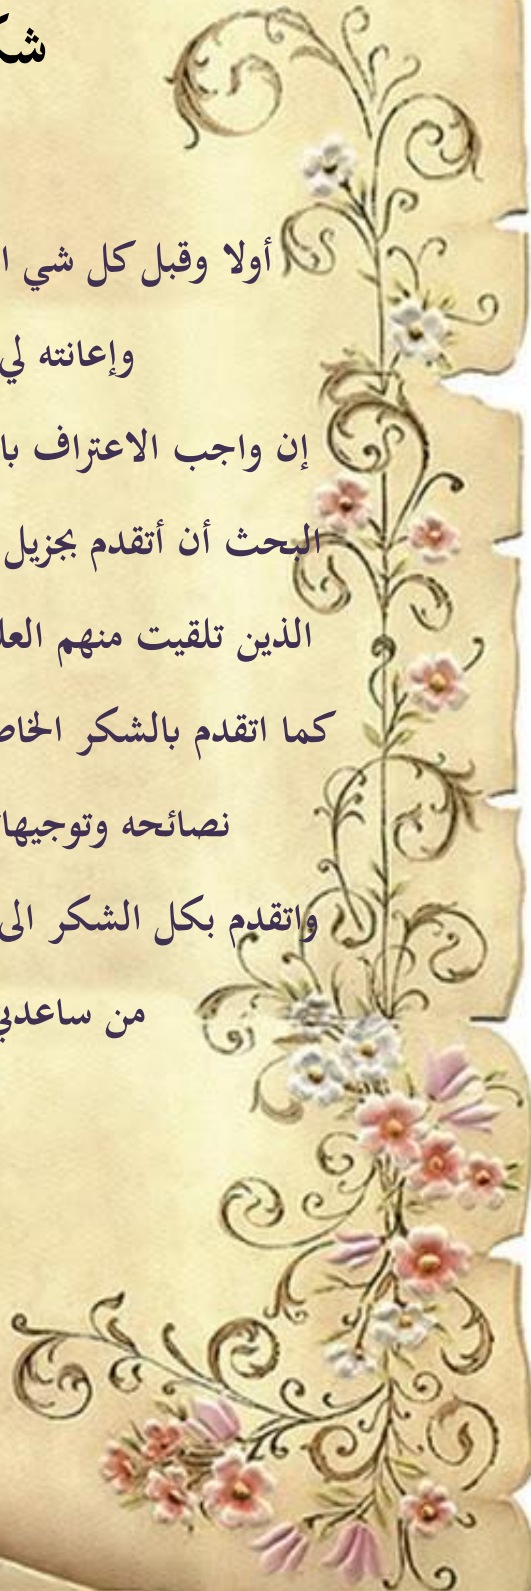 شك
أولا وقبل كل شي ا
وإعانته لي
إن واجب الاعتراف با
البحث أن أتقدم بجزيل
الذين تلقيت منهم العل
كما اتقدم بالشكر الخاص
نصائحه وتوجيها
واتقدم بكل الشكر الى
من ساعدني